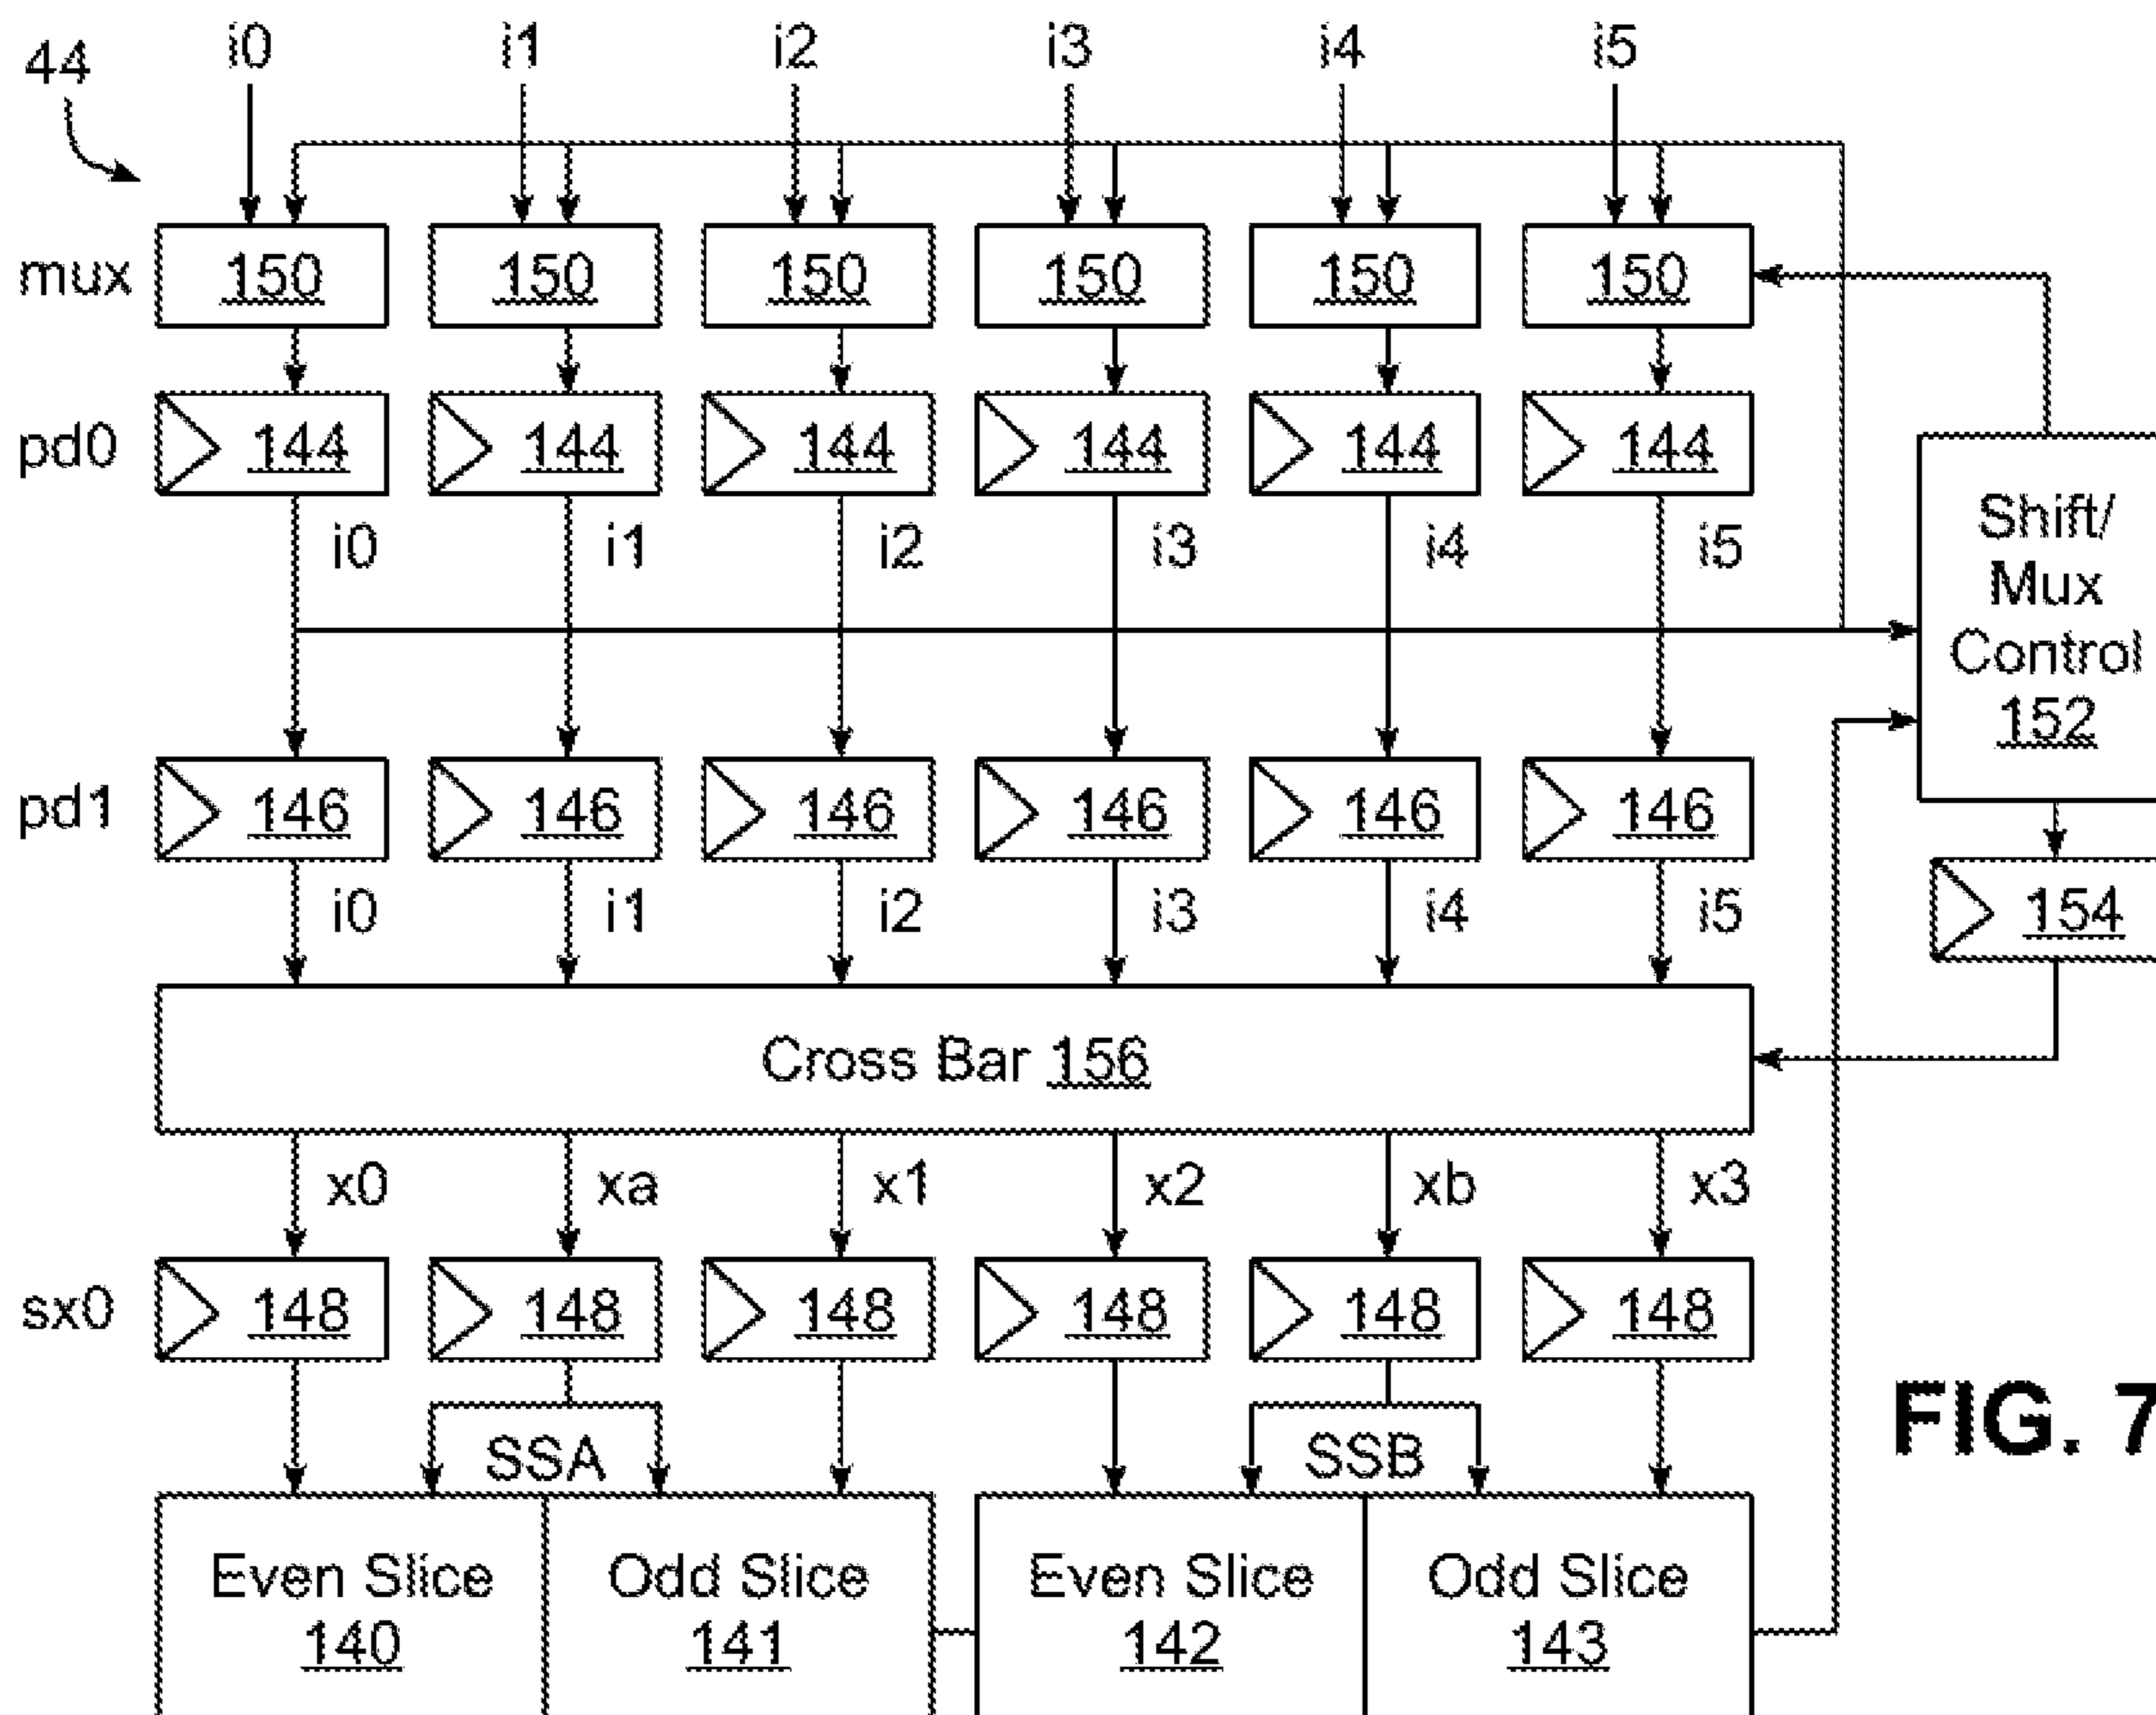 44 i0 i1 i2 i3 i4 i5
mux 150 150 150 150 150 150
pd0 144 144 144 144 144 144
i0 i1 i2 i3 i4 i5
Shift/
Mux
Control
152
pd1 146 146 146 146 146 146
i0 i1 i2 i3 i4 i5
154
Cross Bar 156
x0 xa x1 x2 xb x3
sx0 148 148 148 148 148 148
FIG. 7
SSA SSB
Even Slice Odd Slice Even Slice Odd Slice
140 141 142 143